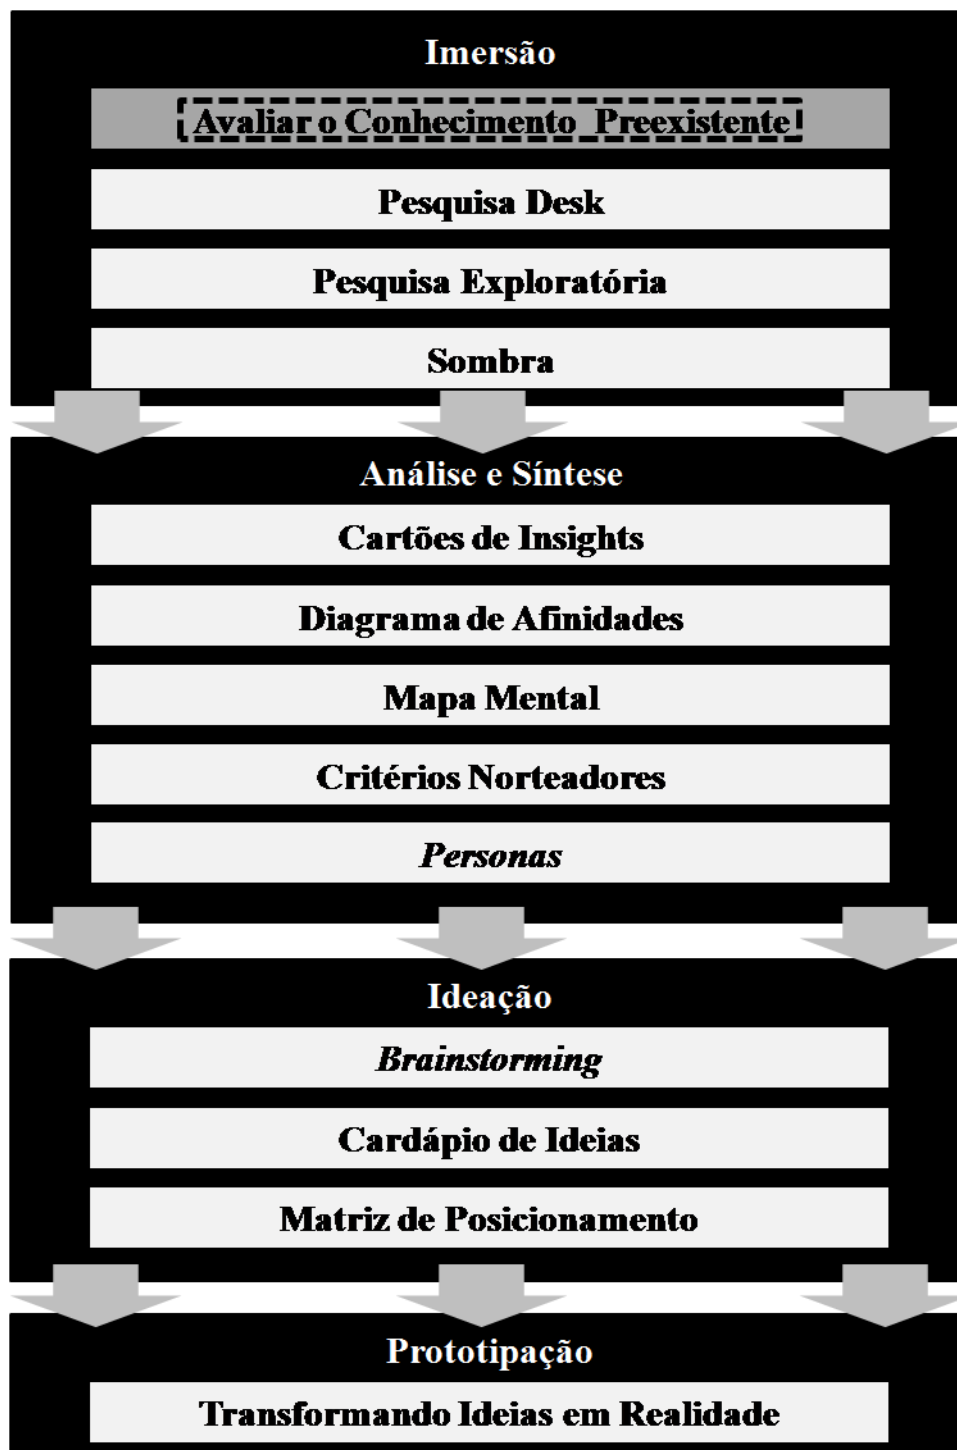 Imersão
Avaliar o Conhecimento Preexistente
Pesquisa Desk
Pesquisa Exploratória
Sombra
Análise e Síntese
Cartões de Insights
Diagrama de Afinidades
Mapa Mental
Critérios Norteadores
Personas
Ideação
Brainstorming
Cardápio de Ideias
Matriz de Posicionamento
Prototipação
Transformando Ideias em Realidade